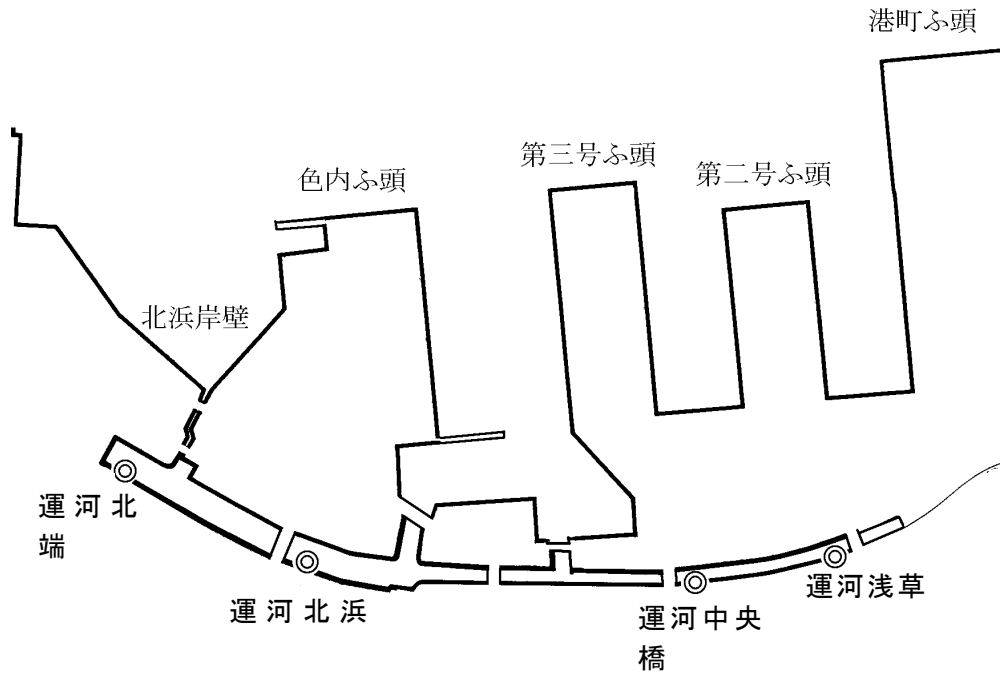 港町ふ頭
第三号ふ頭
第二号ふ頭
色内ふ頭
北浜岸壁
運河北
端
運河北浜
運河中央
橋
運河浅草